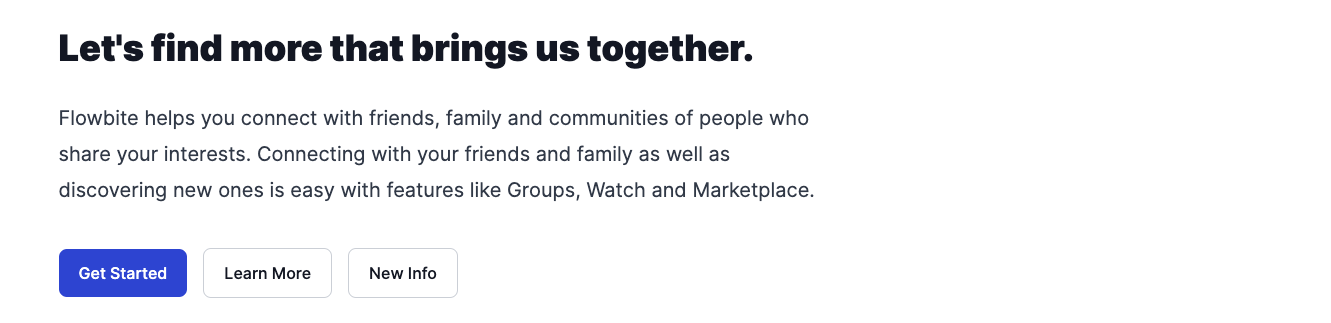 Let's find more that brings us together.
Flowbite helps you connect with friends, family and communities of people who
share your interests. Connecting with your friends and family as well as
discovering new ones is easy with features like Groups, Watch and Marketplace.
Get Started Learn More New Info